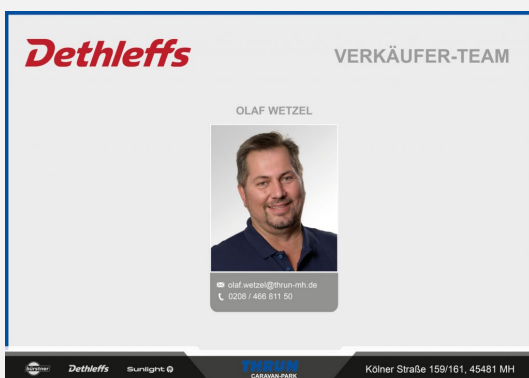 Dethleffs
VERKÄUFER-TEAM
OLAF WETZEL
olaf.wetzel@thrun-mh.de
0208 / 466 811 50
bürstner Dethleffs Sunlight THRUN Kölner Straße 159/161, 45481 MH
CARAVAN-PARK